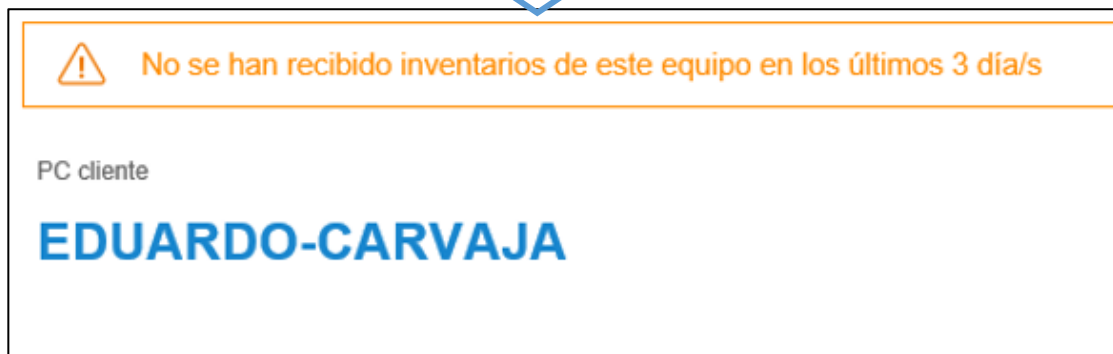 No se han recibido inventarios de este equipo en los últimos 3 día/s
PC cliente
EDUARDO-CARVAJA